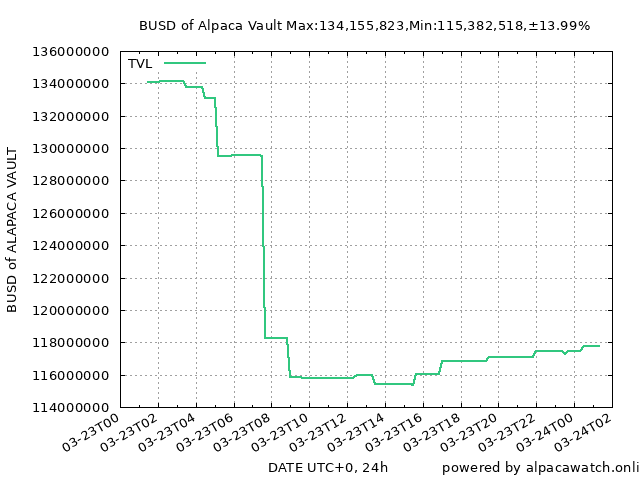 BUSD of Alpaca Vault Max:134,155,823,Min:115,382,518,±13.99%
136000000
TVL
134000000
132000000
130000000
128000000
126000000
124000000
122000000
120000000
118000000
116000000
114000000
BUSD of ALAPACA VAULT
03-23T00
03-23T02
03-23T04
03-23T06
03-23T08
03-23T10
03-23T12
03-23T14
03-23T16
03-23T18
03-23T20
03-23T22
03-24T00
03-24T02
DATE UTC+0, 24h
powered by alpacawatch.onli